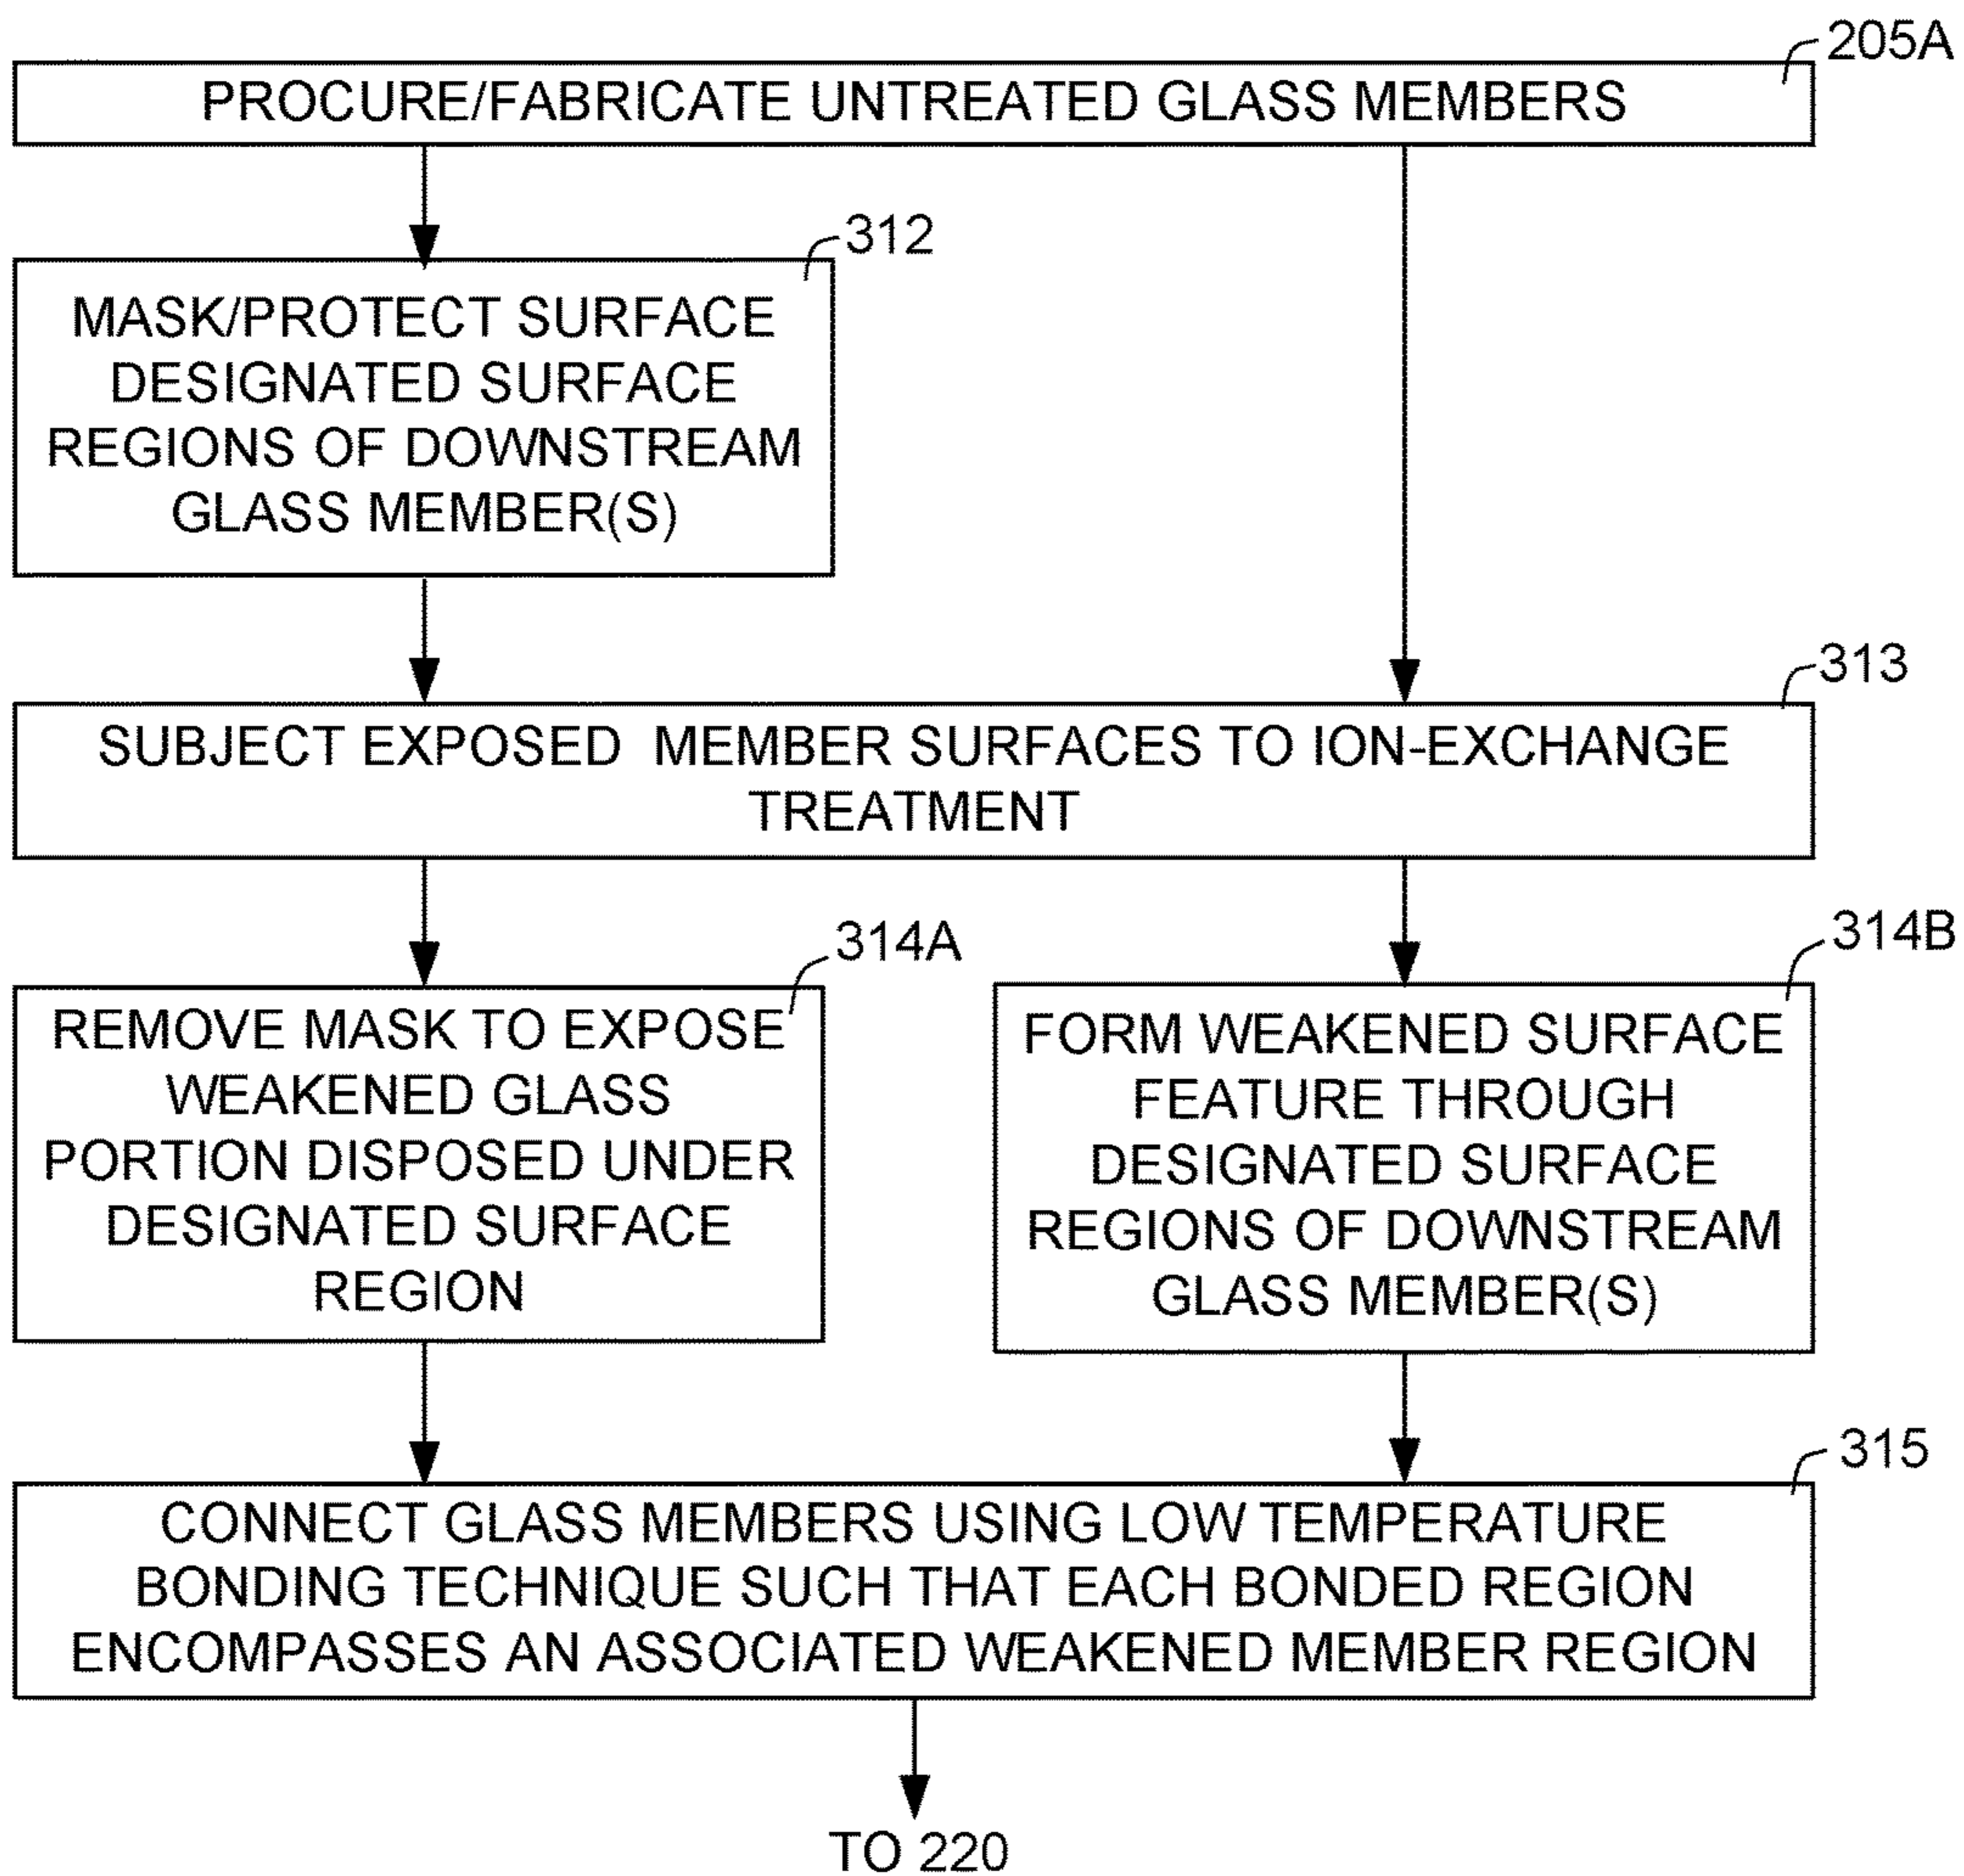 205A
PROCURE/FABRICATE UNTREATED GLASS MEMBERS
312
MASK/PROTECT SURFACE
DESIGNATED SURFACE
REGIONS OF DOWNSTREAM
GLASS MEMBER(S)
313
SUBJECT EXPOSED MEMBER SURFACES TO ION-EXCHANGE
TREATMENT
314A
REMOVE MASK TO EXPOSE
WEAKENED GLASS
PORTION DISPOSED UNDER
DESIGNATED SURFACE
REGION
314B
FORM WEAKENED SURFACE
FEATURE THROUGH
DESIGNATED SURFACE
REGIONS OF DOWNSTREAM
GLASS MEMBER(S)
315
CONNECT GLASS MEMBERS USING LOW TEMPERATURE
BONDING TECHNIQUE SUCH THAT EACH BONDED REGION
ENCOMPASSES AN ASSOCIATED WEAKENED MEMBER REGION
TO 220